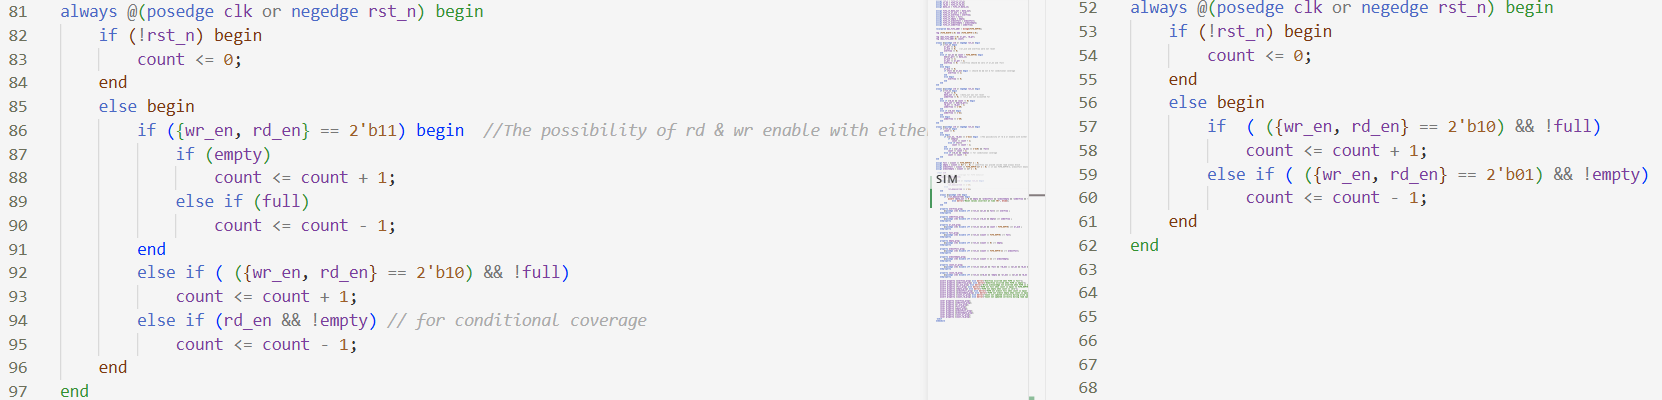 81 always @(posedge clk or negedge rst_n) begin
82 if (!rst_n) begin
83 count <= 0;
84 end
85 else begin
86 if ({wr_en, rd_en} == 2'b11) begin //The possibility of rd & wr enable with eithe
87 if (empty)
88 count <= count + 1;
89 else if (full)
90 count <= count - 1;
91 end
92 else if ( ({wr_en, rd_en} == 2'b10) && !full)
93 count <= count + 1;
94 else if (rd_en && !empty) // for conditional coverage
95 count <= count - 1;
96 end
97 end
SIM
52 always @(posedge clk or negedge rst_n) begin
53 if (!rst_n) begin
54 count <= 0;
55 end
56 else begin
57 if ( ({wr_en, rd_en} == 2'b10) && !full)
58 count <= count + 1;
59 else if ( ({wr_en, rd_en} == 2'b01) && !empty)
60 count <= count - 1;
61 end
62 end
63
64
65
66
67
68